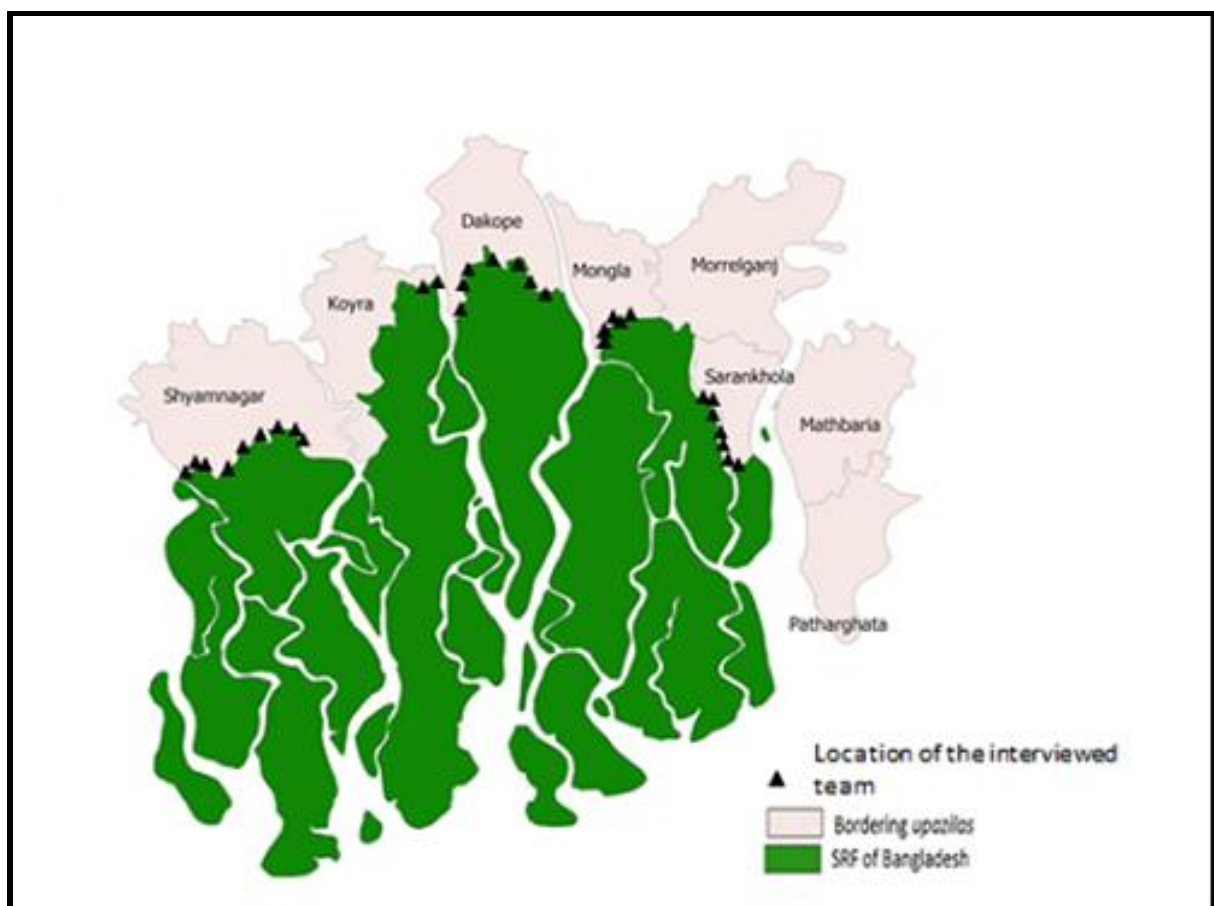 Dakope
Mongla
Morrelganj
Koyra
Shyamnagar
Sarankhola
Mathbaria
Patharghata
Location of the interviewed
team
Bordering upazilas
SRF of Bangladesh